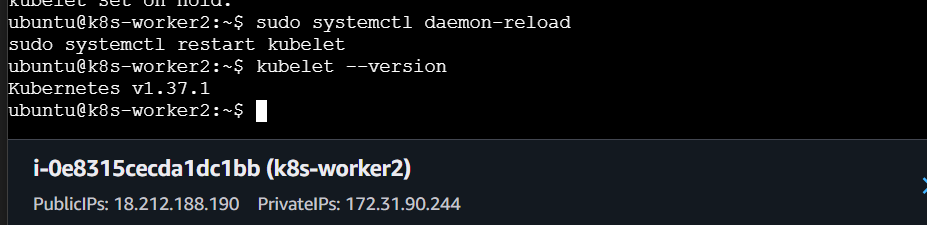 kubelet set on hold.
ubuntu@k8s-worker2:~$ sudo systemctl daemon-reload
sudo systemctl restart kubelet
ubuntu@k8s-worker2:~$ kubelet --version
Kubernetes v1.37.1
ubuntu@k8s-worker2:~$
i-0e8315cecda1dc1bb (k8s-worker2)
PublicIPs: 18.212.188.190 PrivateIPs: 172.31.90.244